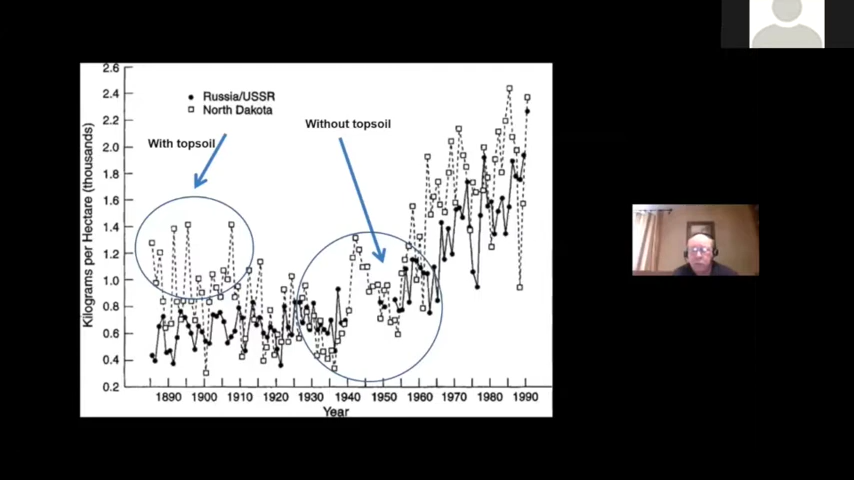 2.6
2.4
2.2
2.0
1.8
1.6
1.4
1.2
1.0
0.8
0.6
0.4
0.2
Kilograms per Hectare (thousands)
Russia/USSR
North Dakota
With topsoil
Without topsoil
1890 1900 1910 1920 1930 1940 1950 1960 1970 1980 1990
Year